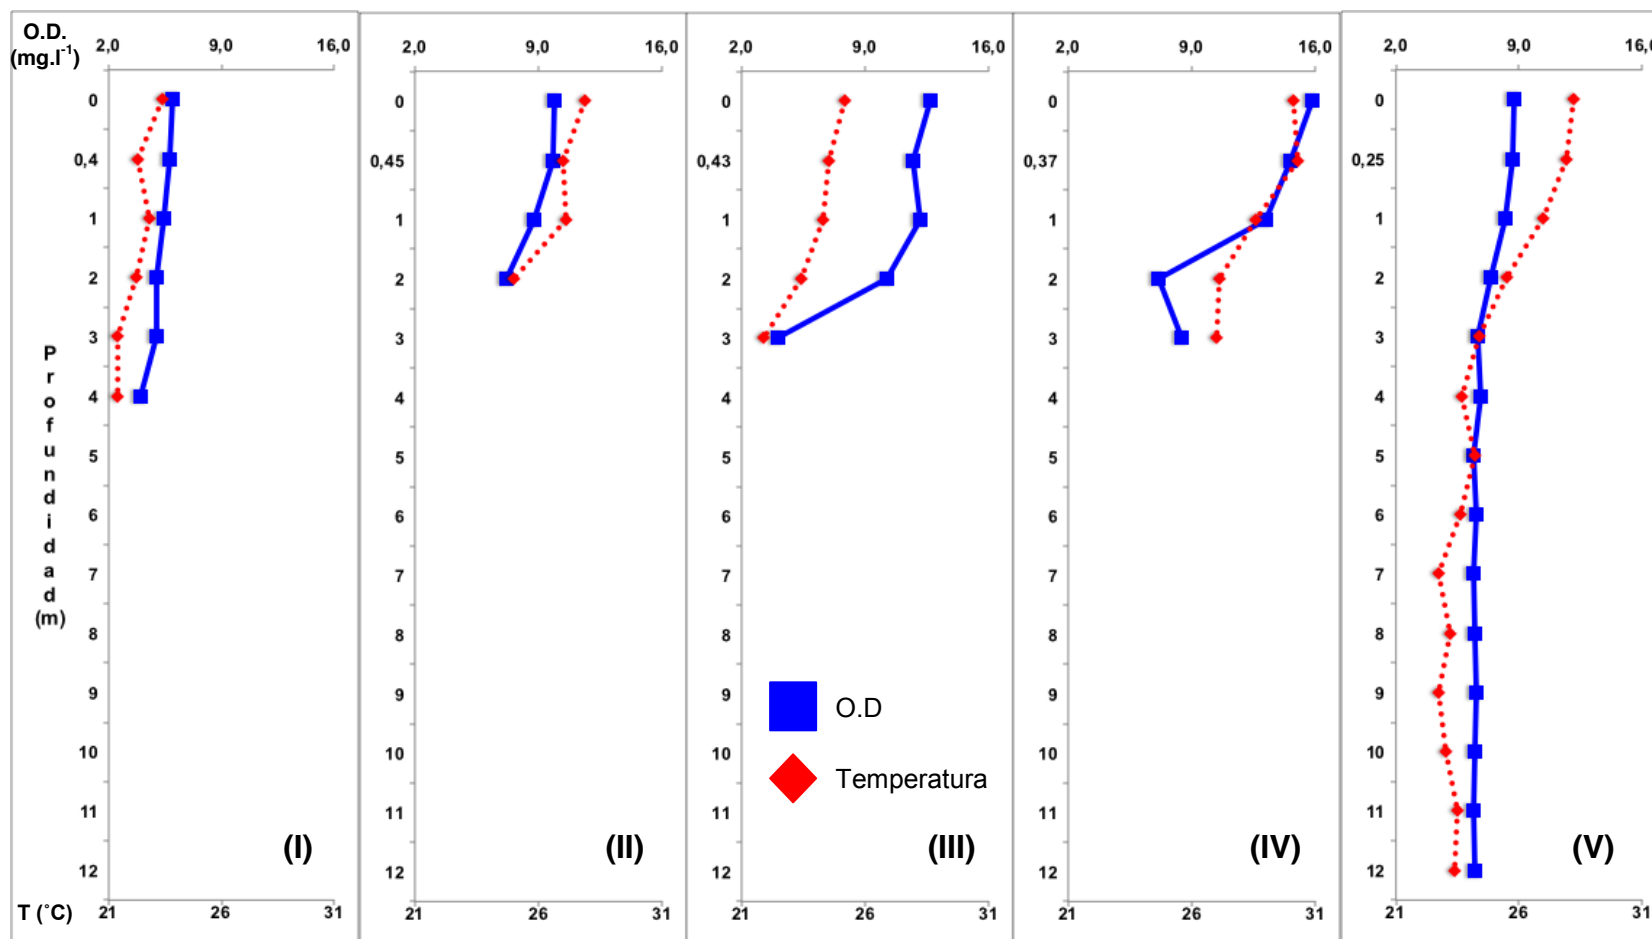 O.D.
(mg.l⁻¹)
2,0 9,0 16,0
2,0 9,0 16,0
2,0 9,0 16,0
2,0 9,0 16,0
2,0 9,0 16,0
0 0 0 0 0
0,4 0,45 0,43 0,37 0,25
1 1 1 1 1
2 2 2 2 2
3 3 3 3 3
4 4 4 4 4
5 5 5 5 5
6 6 6 6 6
7 7 7 7 7
8 8 8 8 8
9 9 9 9 9
10 10 10 10 10
11 11 11 11 11
12 12 12 12 12
Profundidad
(m)
O.D
Temperatura
(I) (II) (III) (IV) (V)
T (˚C)
21 26 31
21 26 31
21 26 31
21 26 31
21 26 31